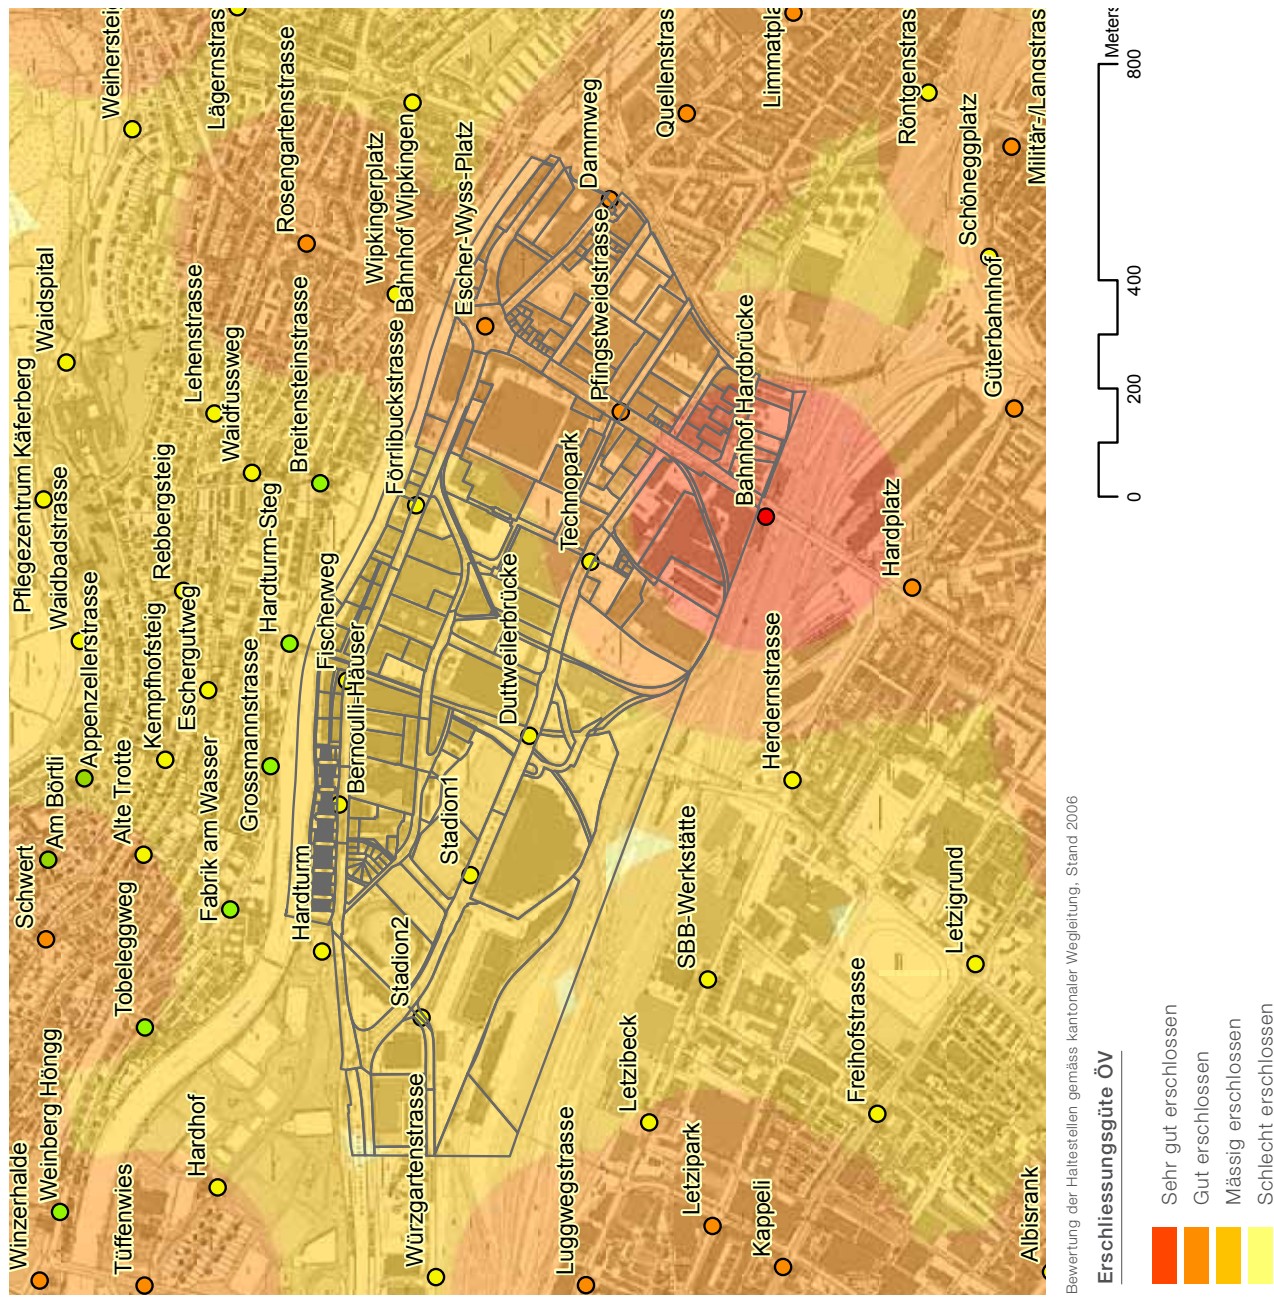 Weiherstei
Lägernstras
Rosengartenstrasse
Quellenstrasse
Limmatpla
Röntgenstras
Schöneggplatz
Militär-/Langstras
Wipkingerplatz
Bahnhof Wipkingen
Escher-Wyss-Platz
Dammweg
Pfingstweidstrasse
Waidspital
Pflegezentrum Käferberg
Waidbadstrasse
Lehenstrasse
Waidfussweg
Breitensteinstrasse
Förrlibuckstrasse
Technopark
Bahnhof Hardbrücke
Güterbahnhof
Hardplatz
Appenzellerstrasse
Rebbergsteig
Kempfhofsteig
Eschergutweg
Hardturm-Steg
Grossmannstrasse
Fischerweg
Bernoulli-Häuser
Duttweilerbrücke
Herdernstrasse
Schwert
Am Börtli
Alte Trotte
Tobeleggweg
Fabrik am Wasser
Hardturm
Stadion1
Stadion2
SBB-Werkstätte
Letzigrund
Freihofstrasse
Winzerhalde
Weinberg Höngg
Tüffenwies
Hardhof
Würzgartenstrasse
Luggwegstrasse
Letzibeck
Letzipark
Kappeli
Albisrank
0 200 400 800
Meters
Bewertung der Haltestellen gemäss kantonaler Wegleitung, Stand 2006
Erschliessungsgüte ÖV
Sehr gut erschlossen
Gut erschlossen
Mässig erschlossen
Schlecht erschlossen